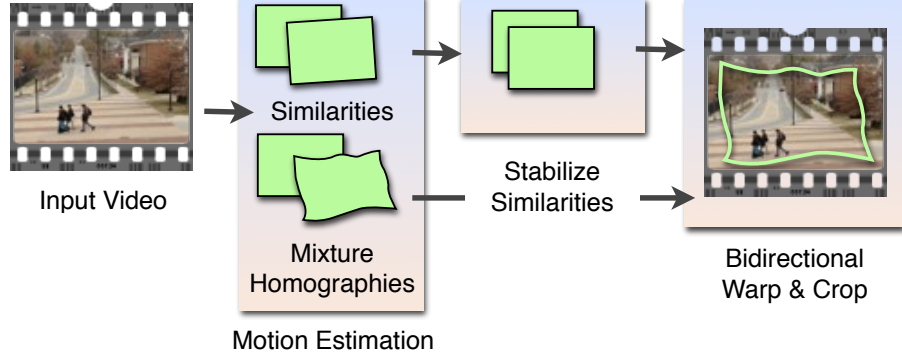 Input Video
Similarities
Mixture
Homographies
Motion Estimation
Stabilize
Similarities
Bidirectional
Warp & Crop